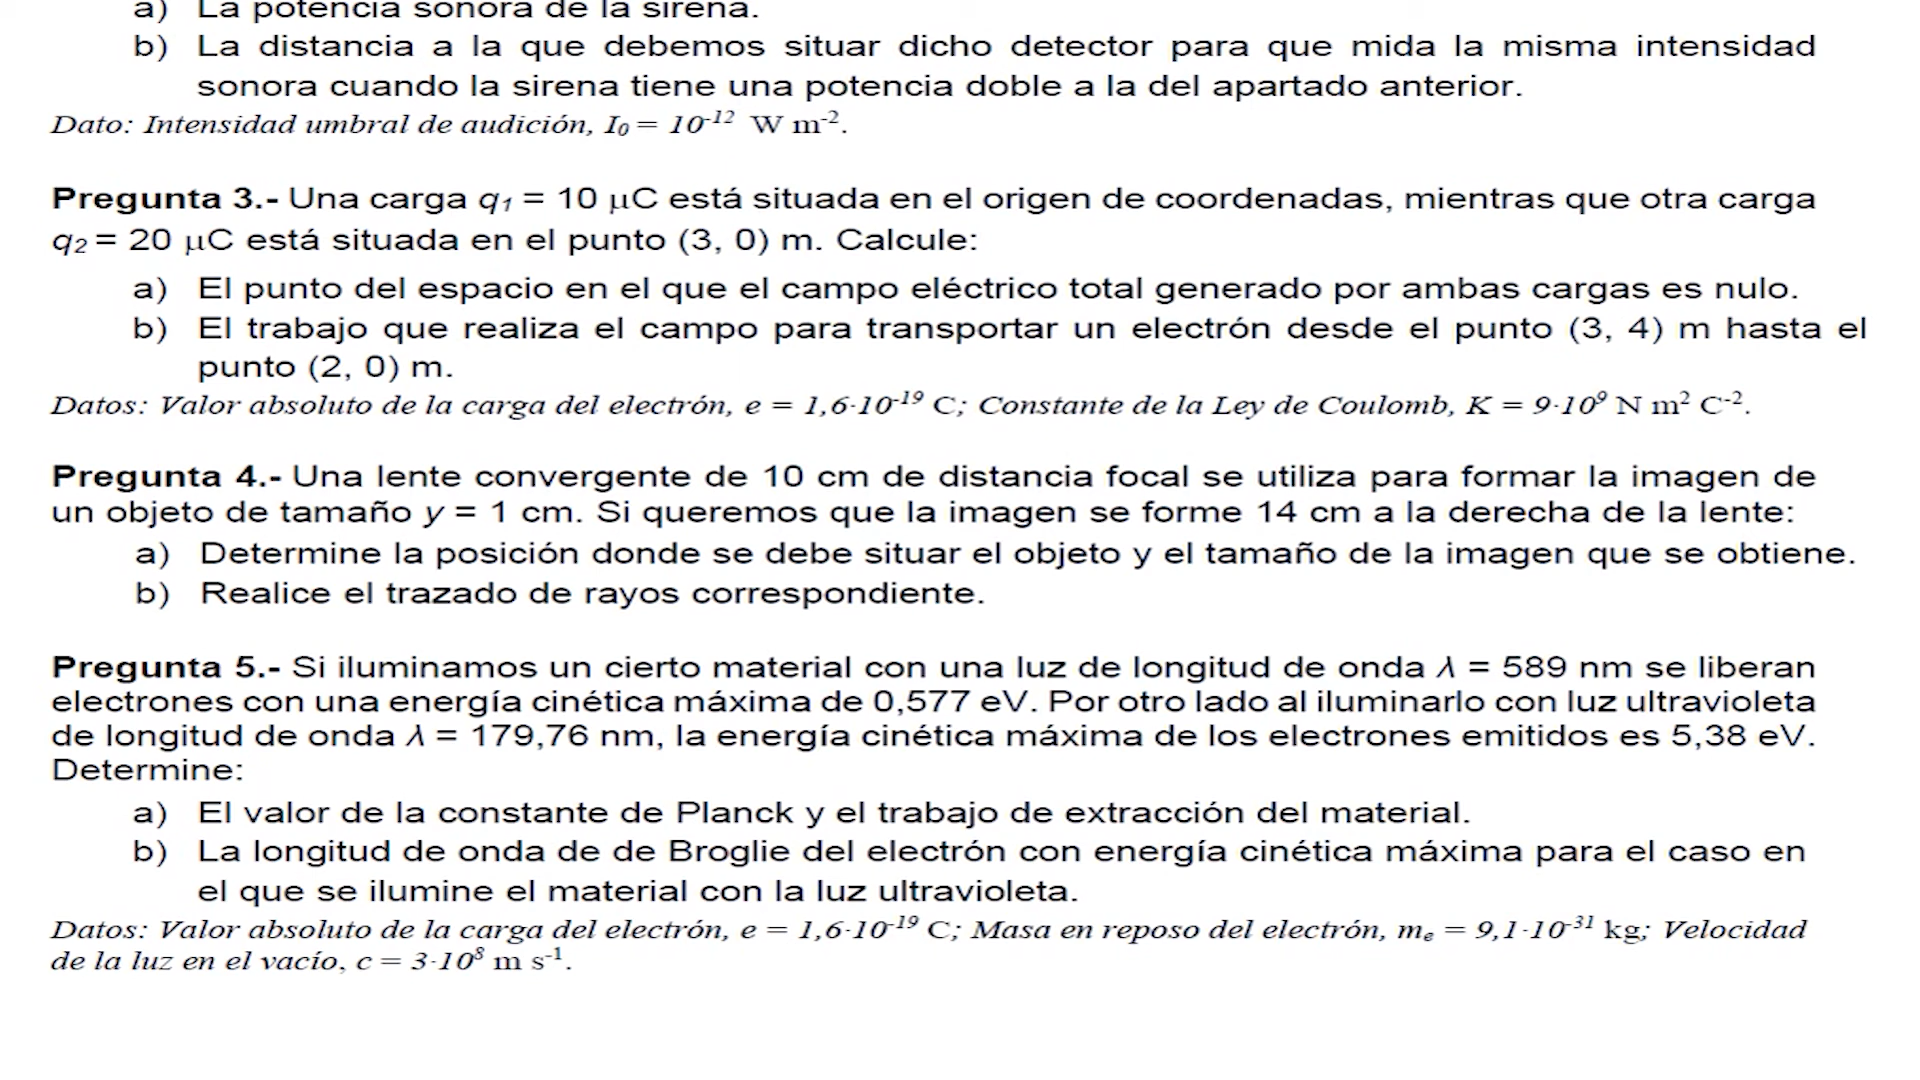 a) La potencia sonora de la sirena.
b) La distancia a la que debemos situar dicho detector para que mida la misma intensidad
sonora cuando la sirena tiene una potencia doble a la del apartado anterior.
Dato: Intensidad umbral de audición, I₀ = 10⁻¹² W m⁻².
Pregunta 3.- Una carga q₁ = 10 μC está situada en el origen de coordenadas, mientras que otra carga
q₂ = 20 μC está situada en el punto (3, 0) m. Calcule:
a) El punto del espacio en el que el campo eléctrico total generado por ambas cargas es nulo.
b) El trabajo que realiza el campo para transportar un electrón desde el punto (3, 4) m hasta el
punto (2, 0) m.
Datos: Valor absoluto de la carga del electrón, e = 1,6·10⁻¹⁹ C; Constante de la Ley de Coulomb, K = 9·10⁹ N m² C⁻².
Pregunta 4.- Una lente convergente de 10 cm de distancia focal se utiliza para formar la imagen de
un objeto de tamaño y = 1 cm. Si queremos que la imagen se forme 14 cm a la derecha de la lente:
a) Determine la posición donde se debe situar el objeto y el tamaño de la imagen que se obtiene.
b) Realice el trazado de rayos correspondiente.
Pregunta 5.- Si iluminamos un cierto material con una luz de longitud de onda λ = 589 nm se liberan
electrones con una energía cinética máxima de 0,577 eV. Por otro lado al iluminarlo con luz ultravioleta
de longitud de onda λ = 179,76 nm, la energía cinética máxima de los electrones emitidos es 5,38 eV.
Determine:
a) El valor de la constante de Planck y el trabajo de extracción del material.
b) La longitud de onda de de Broglie del electrón con energía cinética máxima para el caso en
el que se ilumine el material con la luz ultravioleta.
Datos: Valor absoluto de la carga del electrón, e = 1,6·10⁻¹⁹ C; Masa en reposo del electrón, mₑ = 9,1·10⁻³¹ kg; Velocidad
de la luz en el vacío, c = 3·10⁸ m s⁻¹.